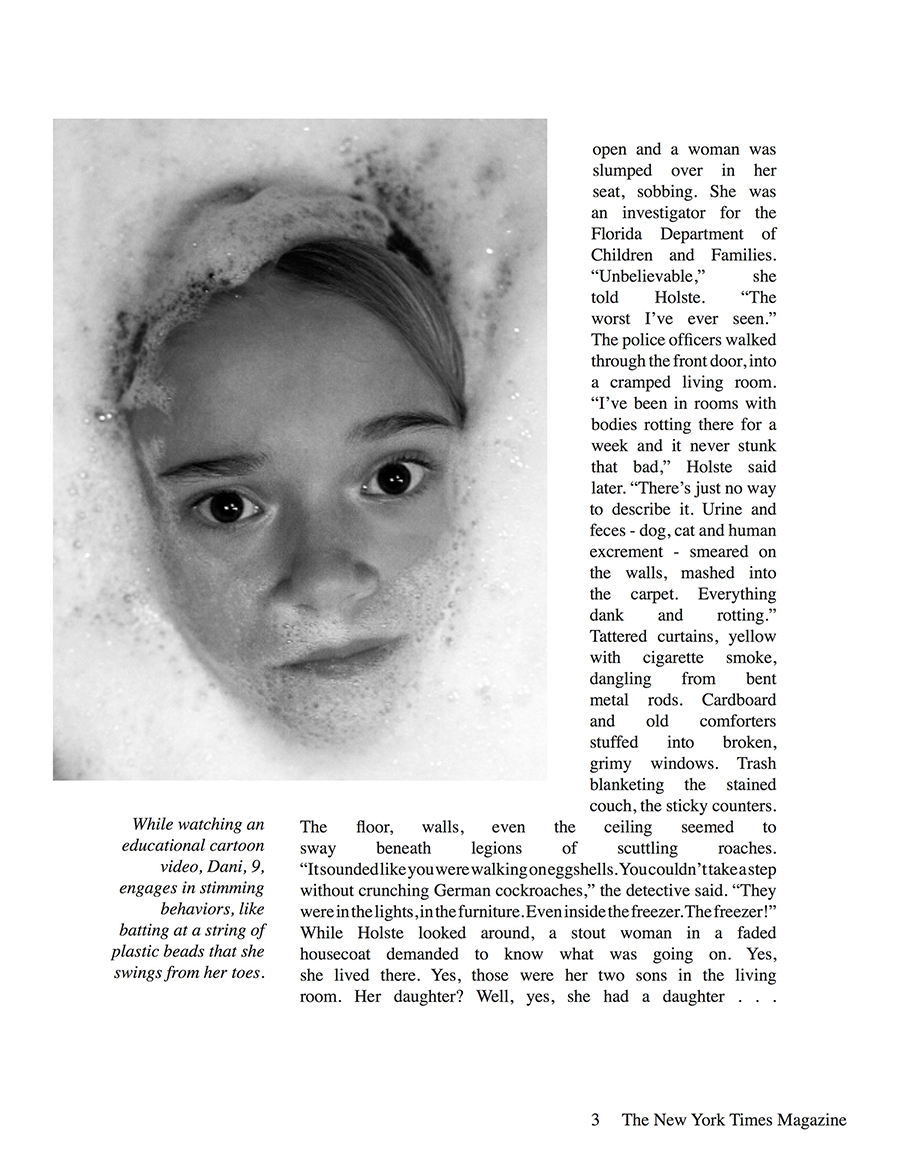 open and a woman was
slumped over in her
seat, sobbing. She was
an investigator for the
Florida Department of
Children and Families.
“Unbelievable,” she
told Holste. “The
worst I’ve ever seen.”
The police officers walked
through the front door, into
a cramped living room.
“I’ve been in rooms with
bodies rotting there for a
week and it never stunk
that bad,” Holste said
later. “There’s just no way
to describe it. Urine and
feces - dog, cat and human
excrement - smeared on
the walls, mashed into
the carpet. Everything
dank and rotting.”
Tattered curtains, yellow
with cigarette smoke,
dangling from bent
metal rods. Cardboard
and old comforters
stuffed into broken,
grimy windows. Trash
blanketing the stained
couch, the sticky counters.
The floor, walls, even the ceiling seemed to
sway beneath legions of scuttling roaches.
“It sounded like you were walking on eggshells. You couldn’t take a step
without crunching German cockroaches,” the detective said. “They
were in the lights, in the furniture. Even inside the freezer. The freezer!”
While Holste looked around, a stout woman in a faded
housecoat demanded to know what was going on. Yes,
she lived there. Yes, those were her two sons in the living
room. Her daughter? Well, yes, she had a daughter . . .
While watching an
educational cartoon
video, Dani, 9,
engages in stimming
behaviors, like
batting at a string of
plastic beads that she
swings from her toes.
3 The New York Times Magazine